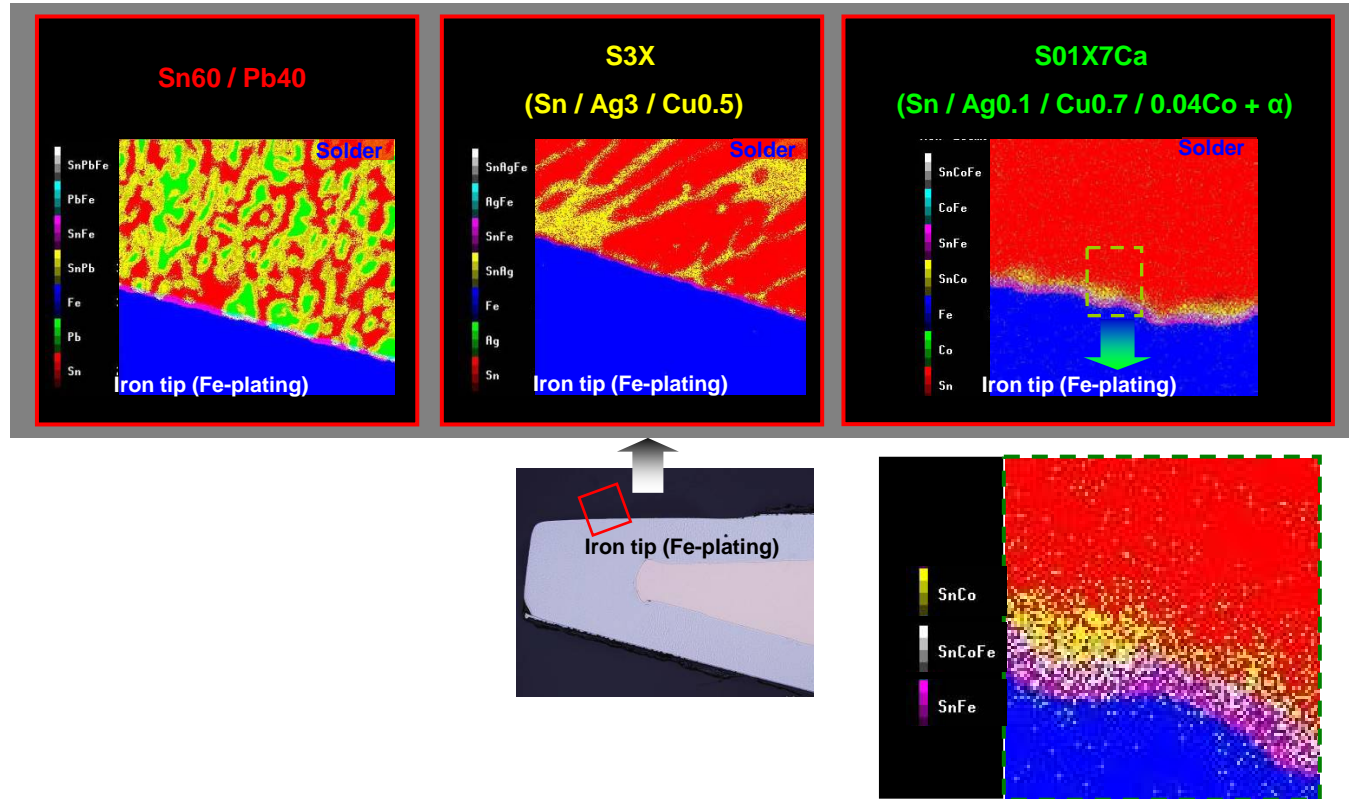 Sn60 / Pb40
Solder
SnPbFe
PbFe
SnFe
SnPb
Fe
Pb
Sn
Iron tip (Fe-plating)
S3X
(Sn / Ag3 / Cu0.5)
Solder
SnAgFe
AgFe
SnFe
SnAg
Fe
Ag
Sn
Iron tip (Fe-plating)
S01X7Ca
(Sn / Ag0.1 / Cu0.7 / 0.04Co + α)
Solder
SnCoFe
CoFe
SnFe
SnCo
Fe
Co
Sn
Iron tip (Fe-plating)
Iron tip (Fe-plating)
SnCo
SnCoFe
SnFe